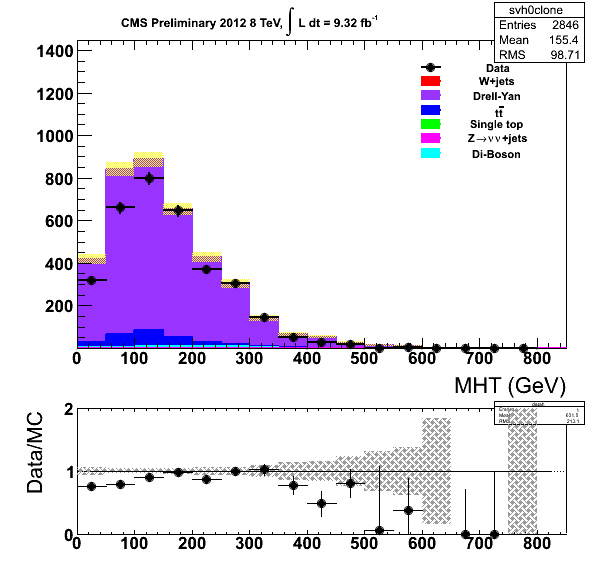 CMS Preliminary 2012 8 TeV, ∫ L dt = 9.32 fb⁻¹
svh0clone
Entries 2846
Mean 155.4
RMS 98.71
Data
W+jets
Drell-Yan
tt̅
Single top
Z→νν+jets
Di-Boson
1400
1200
1000
800
600
400
200
0 100 200 300 400 500 600 700 800
MHT (GeV)
Data/MC
2
1
0
0 100 200 300 400 500 600 700 800
Entries
RMS